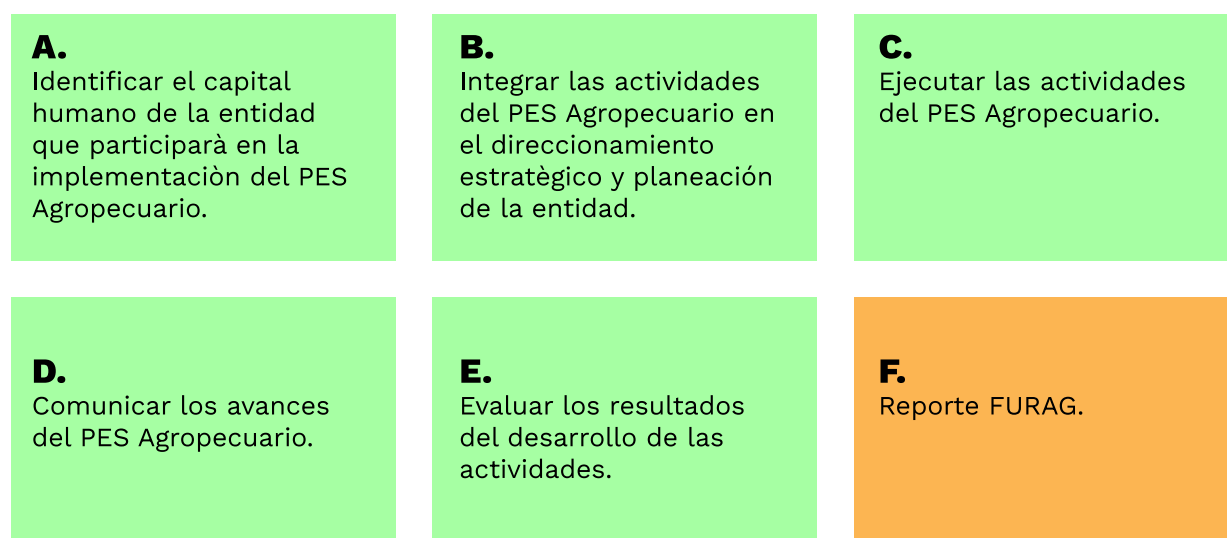 A.
Identificar el capital
humano de la entidad
que participarà en la
implementaciòn del PES
Agropecuario.
B.
Integrar las actividades
del PES Agropecuario en
el direccionamiento
estratègico y planeación
de la entidad.
C.
Ejecutar las actividades
del PES Agropecuario.
D.
Comunicar los avances
del PES Agropecuario.
E.
Evaluar los resultados
del desarrollo de las
actividades.
F.
Reporte FURAG.